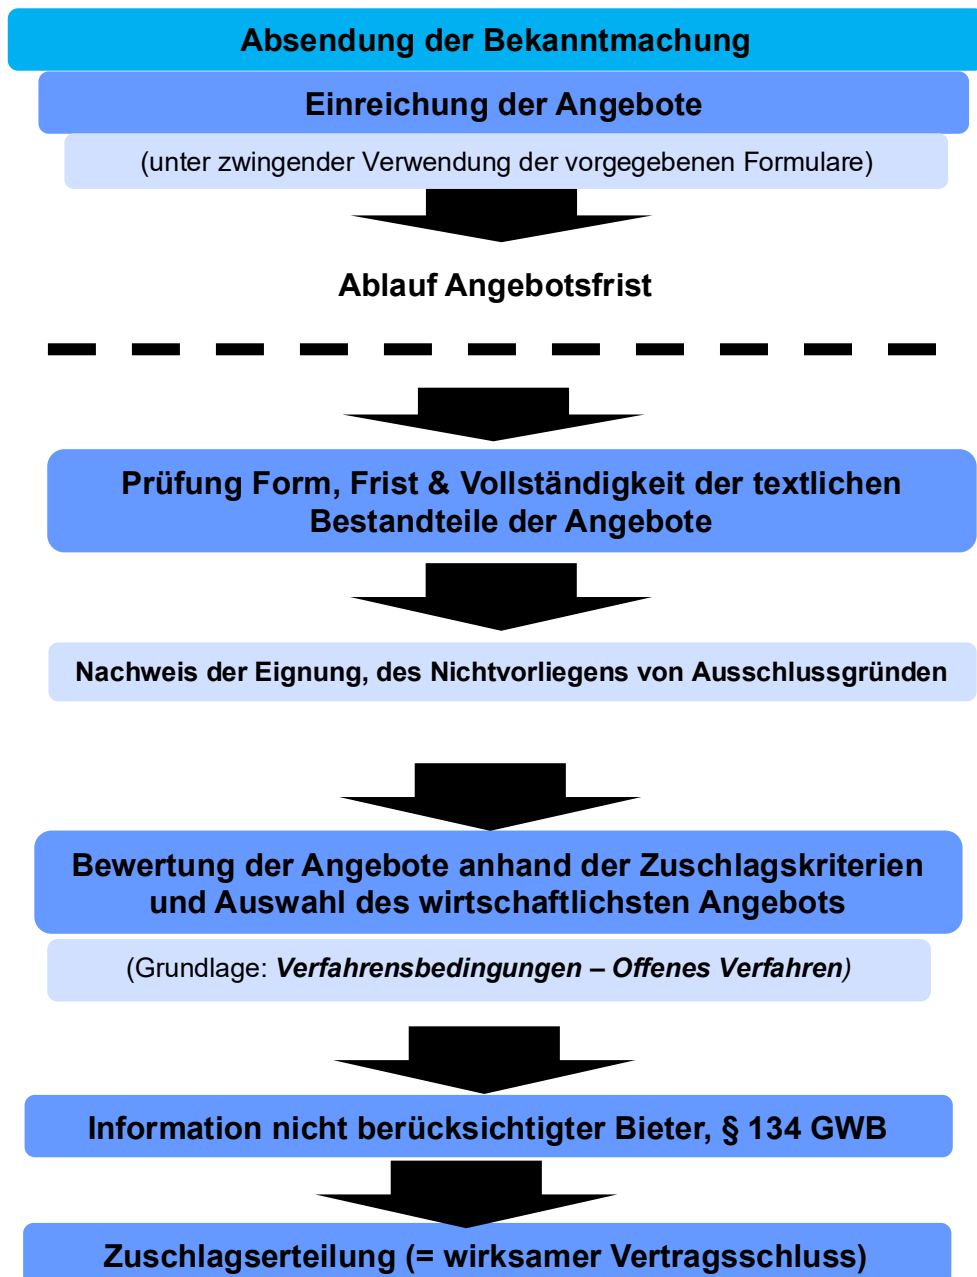 Absendung der Bekanntmachung
Einreichung der Angebote
(unter zwingender Verwendung der vorgegebenen Formulare)
Ablauf Angebotsfrist
Prüfung Form, Frist & Vollständigkeit der textlichen
Bestandteile der Angebote
Nachweis der Eignung, des Nichtvorliegens von Ausschlussgründen
Bewertung der Angebote anhand der Zuschlagskriterien
und Auswahl des wirtschaftlichsten Angebots
(Grundlage: Verfahrensbedingungen – Offenes Verfahren)
Information nicht berücksichtigter Bieter, § 134 GWB
Zuschlagserteilung (= wirksamer Vertragsschluss)